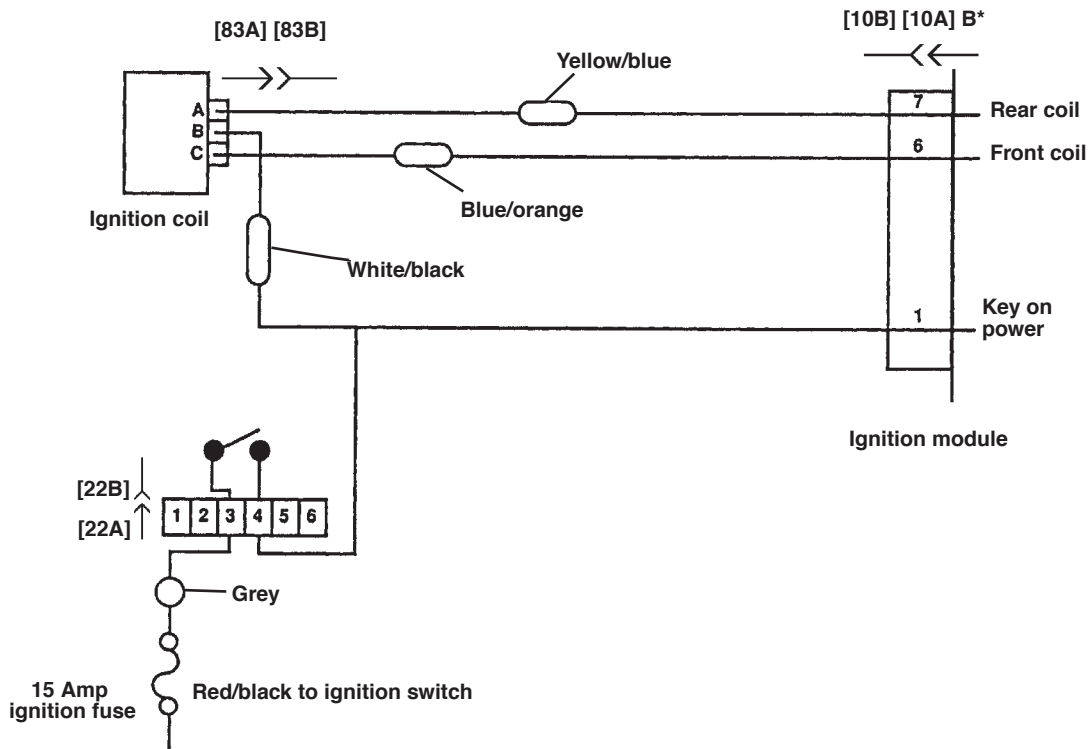 [83A] [83B]
[10B] [10A] B*
Yellow/blue
A
7
Rear coil
B
C
6
Front coil
Blue/orange
Ignition coil
White/black
1
Key on
power
Ignition module
[22B]
[22A]
1 2 3 4 5 6
Grey
15 Amp
ignition fuse
Red/black to ignition switch